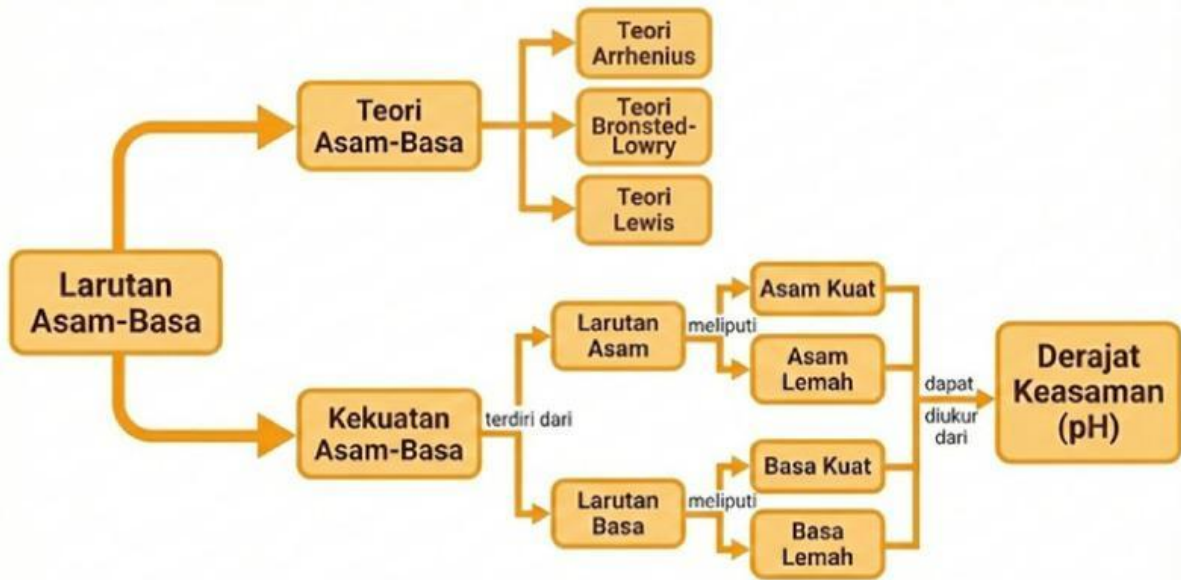 Teori
Arrhenius
Teori
Asam-Basa
Teori
Bronsted-
Lowry
Teori
Lewis
Larutan
Asam-Basa
Kekuatan
Asam-Basa
terdiri dari
Larutan
Asam
meliputi
Asam Kuat
Asam
Lemah
Larutan
Basa
meliputi
Basa Kuat
Basa
Lemah
dapat
diukur
dari
Derajat
Keasaman
(pH)